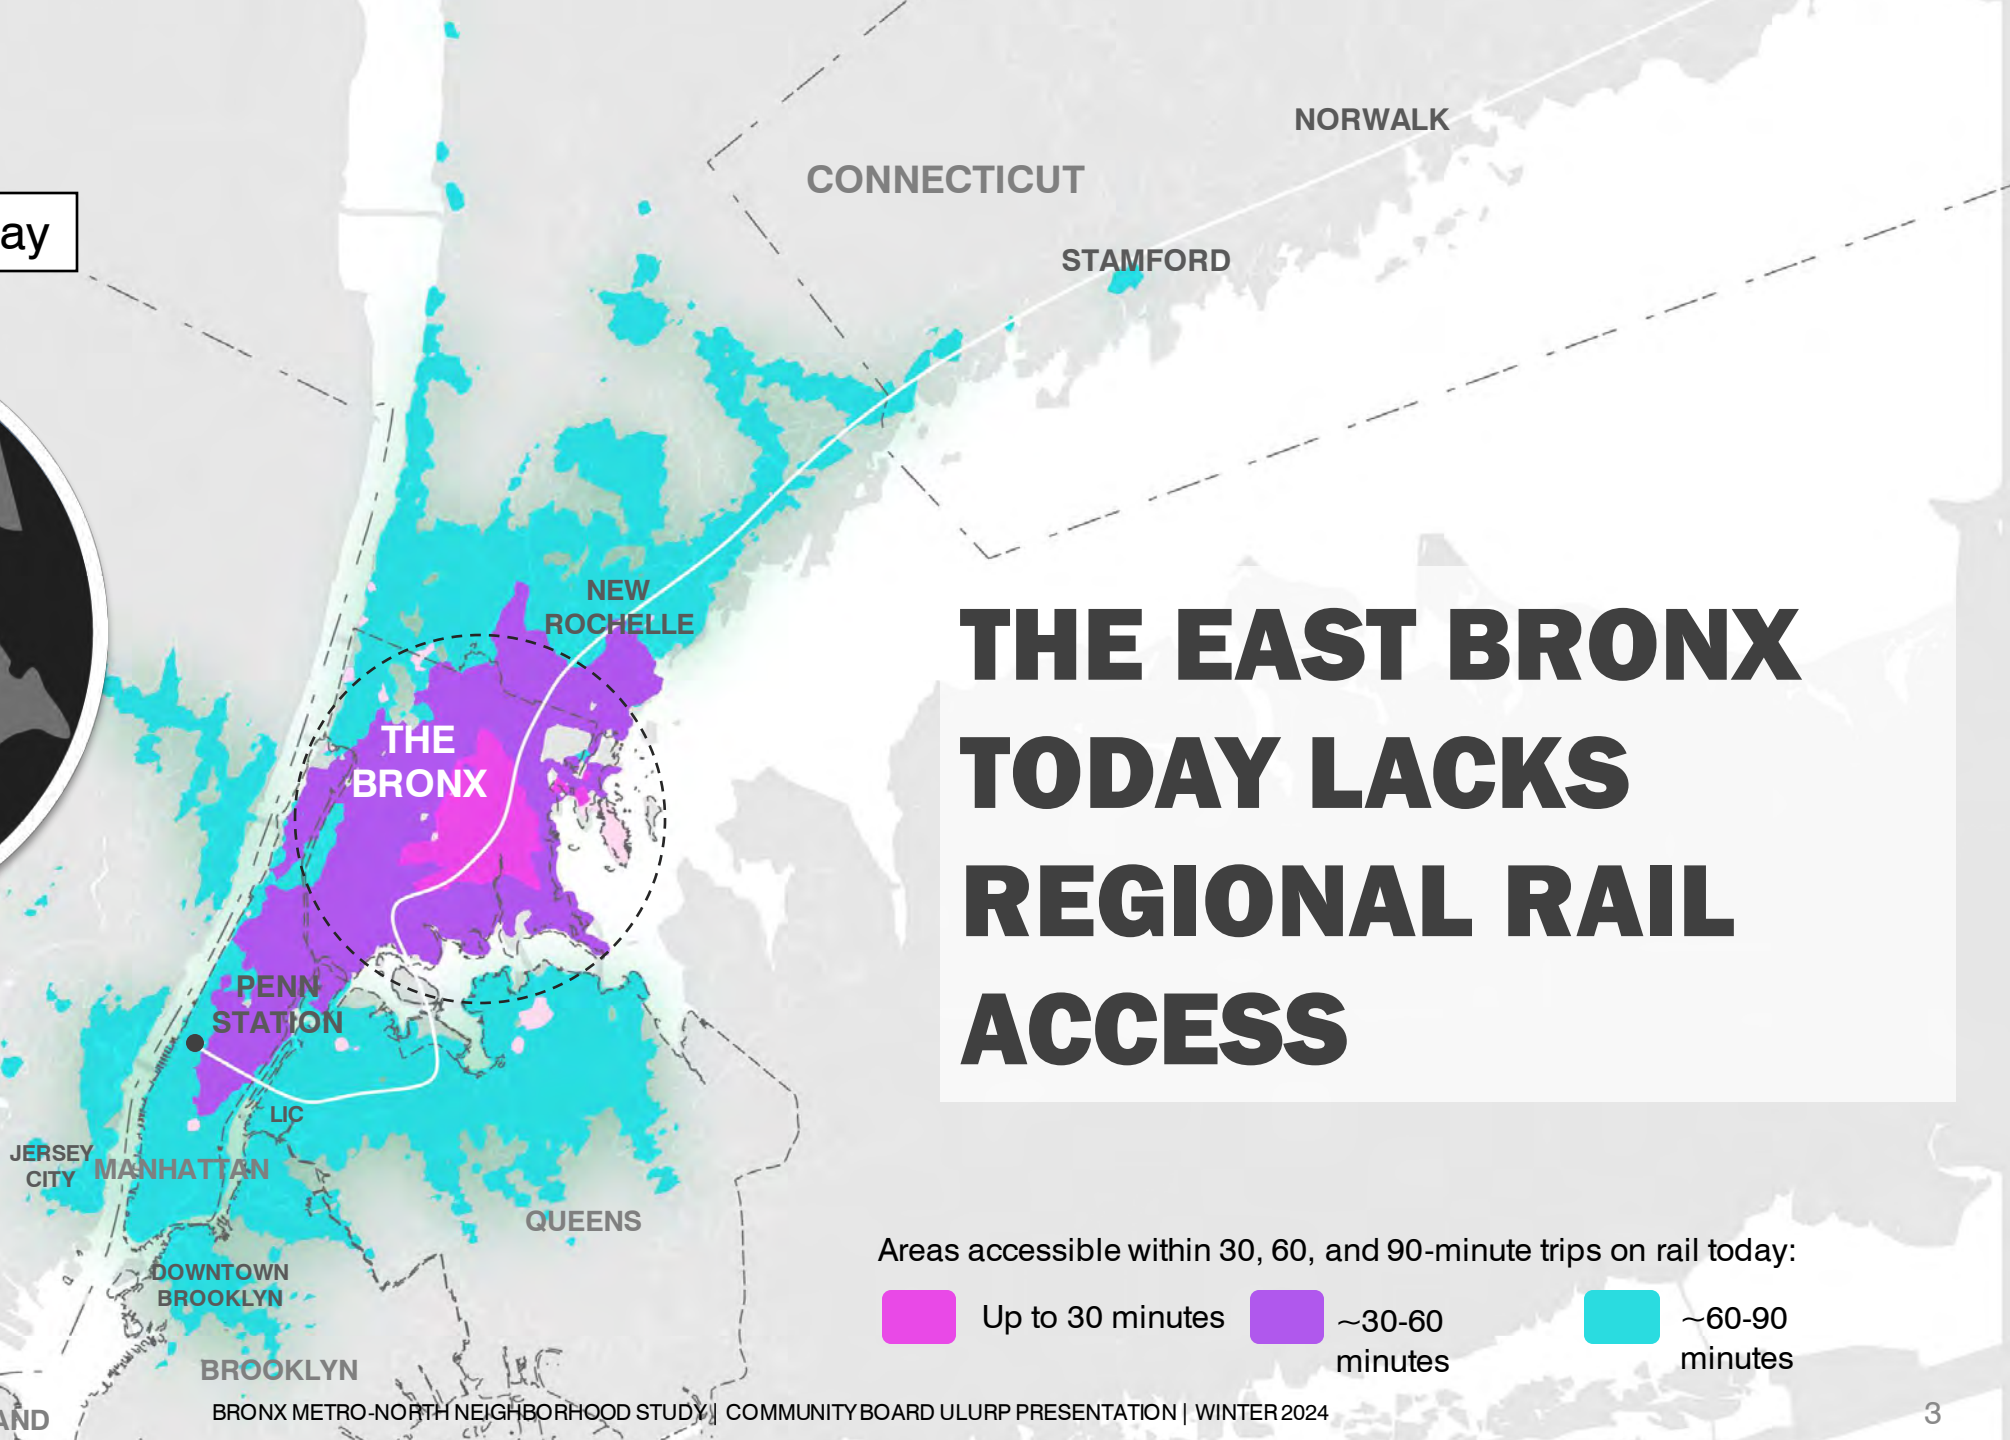 NORWALK
CONNECTICUT
ay
STAMFORD
NEW
ROCHELLE
THE EAST BRONX
TODAY LACKS
REGIONAL RAIL
ACCESS
THE
BRONX
PENN
STATION
LIC
JERSEY
CITY
MANHATTAN
QUEENS
DOWNTOWN
BROOKLYN
BROOKLYN
AND
Areas accessible within 30, 60, and 90-minute trips on rail today:
Up to 30 minutes
~30-60
minutes
~60-90
minutes
BRONX METRO-NORTH NEIGHBORHOOD STUDY | COMMUNITY BOARD ULURP PRESENTATION | WINTER 2024
3